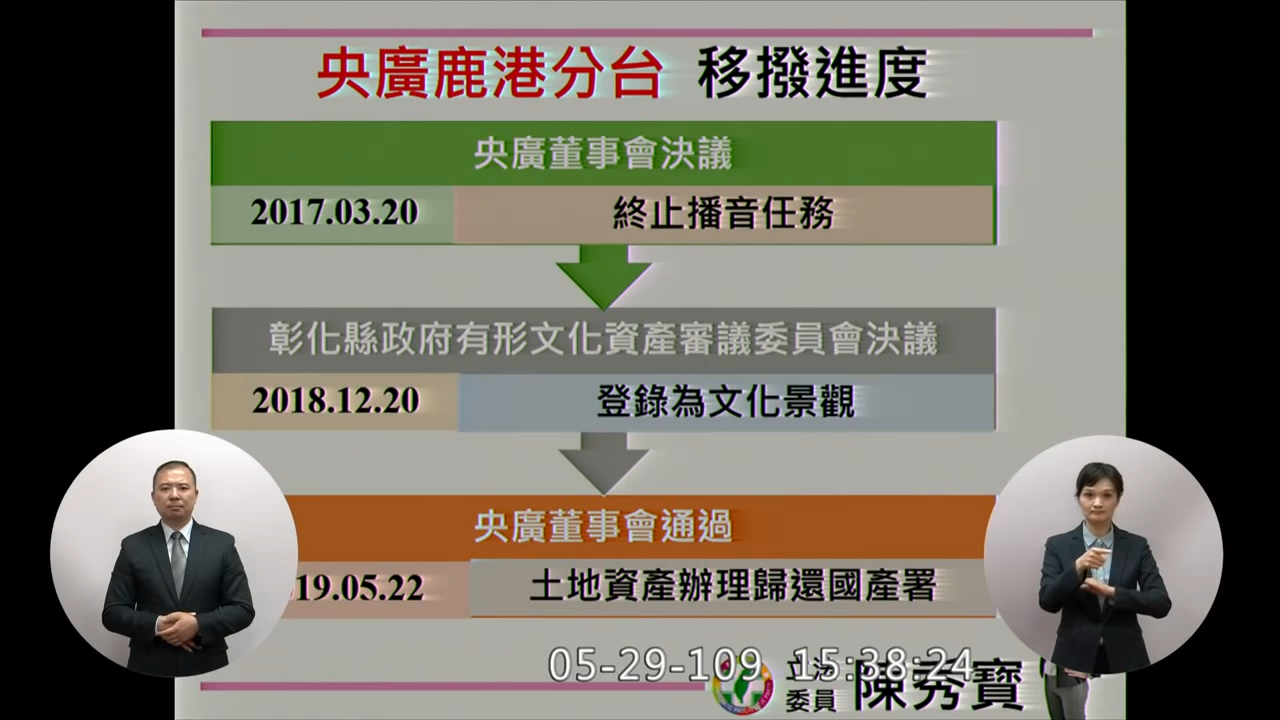 央廣鹿港分台 移撥進度
央廣董事會決議
2017.03.20 終止播音任務
彰化縣政府有形文化資產審議委員會決議
2018.12.20 登錄為文化景觀
央廣董事會通過
19.05.22 土地資產辦理歸還國產署
05-29-109 15:38:24
立法
委員 陳秀寳